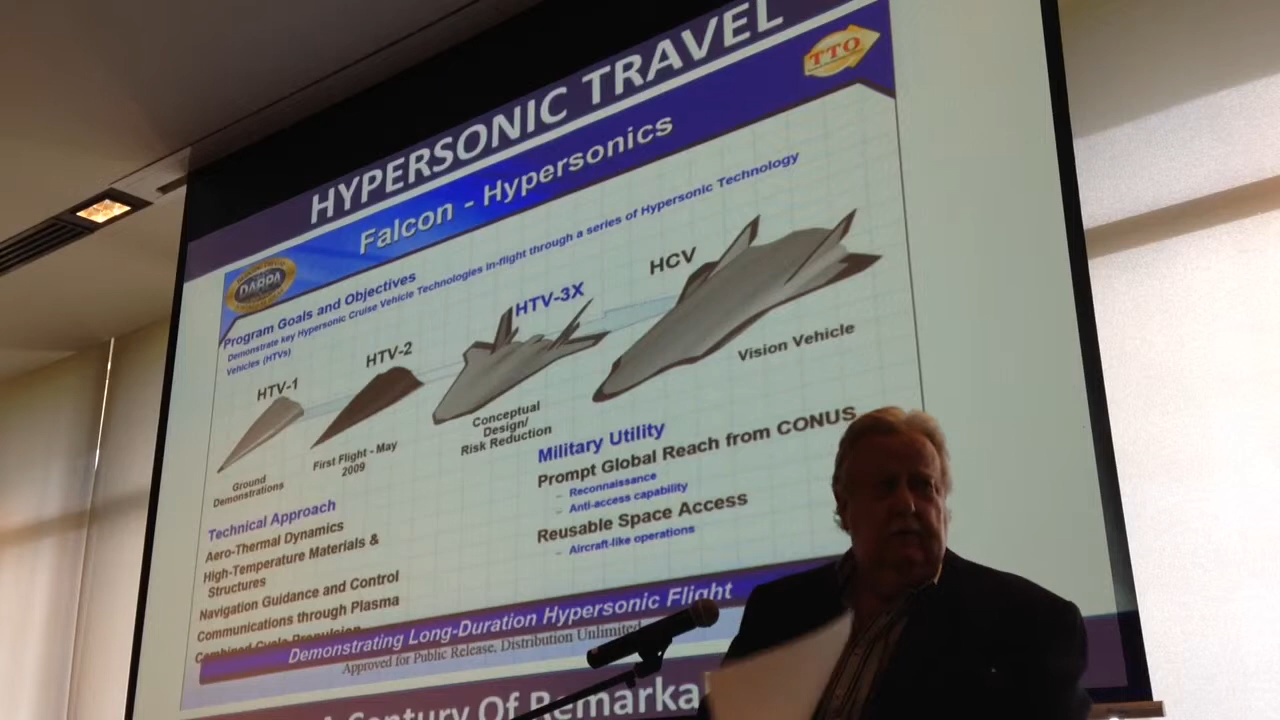 HYPERSONIC TRAVEL
Falcon - Hypersonics
TTO
DARPA
Program Goals and Objectives
Demonstrate key Hypersonic Cruise Vehicle Technologies in-flight through a series of Hypersonic Technology
Vehicles (HTVs)
HTV-1
HTV-2
HTV-3X
HCV
Ground
Demonstrations
First Flight - May
2009
Conceptual
Design/
Risk Reduction
Vision Vehicle
Technical Approach
Aero-Thermal Dynamics
High-Temperature Materials &
Structures
Navigation Guidance and Control
Communications through Plasma
Combined Cycle Propulsion
Military Utility
Prompt Global Reach from CONUS
– Reconnaissance
– Anti-access capability
Reusable Space Access
– Aircraft-like operations
Demonstrating Long-Duration Hypersonic Flight
Approved for Public Release, Distribution Unlimited
A Century Of Remarka